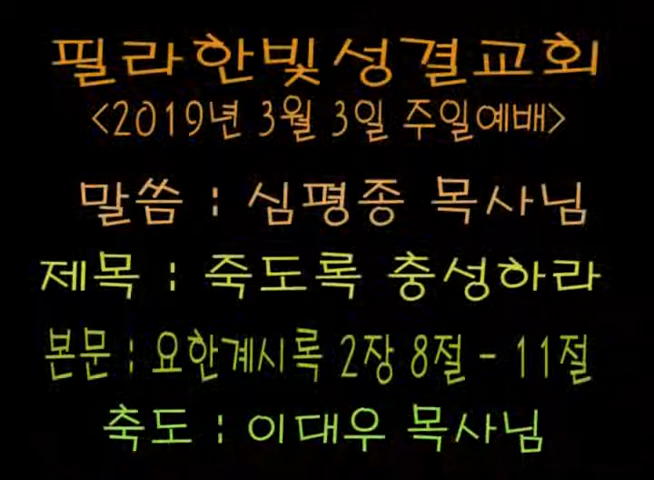 필라한빛성결교회
<2019년 3월 3일 주일예배>
말씀 : 심평종 목사님
제목 : 죽도록 충성하라
본문 : 요한계시록 2장 8절 - 11절
축도 : 이대우 목사님